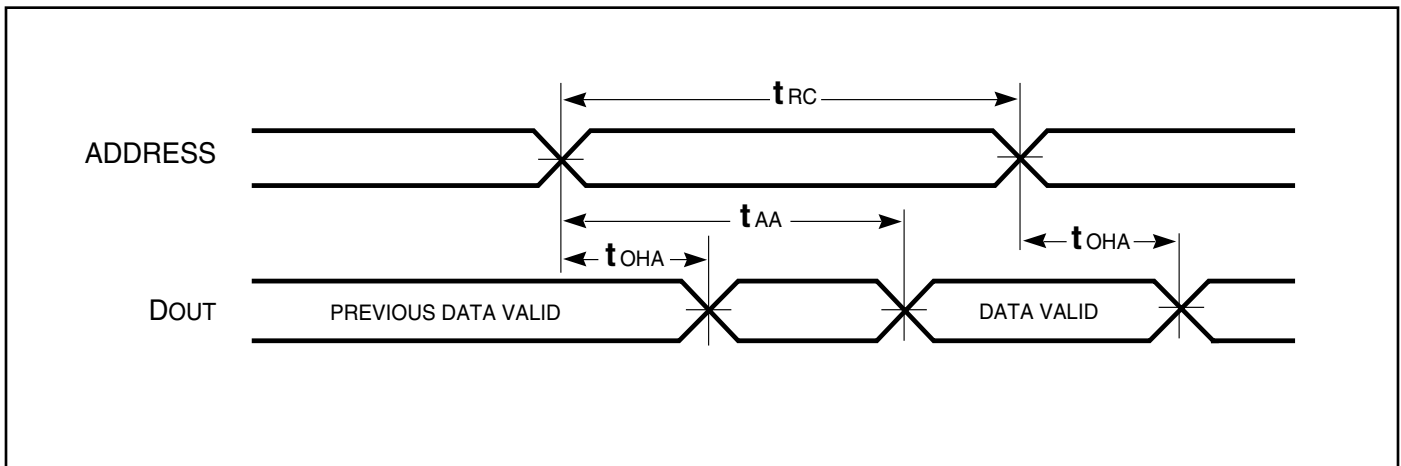 tRC
ADDRESS
tAA
tOHA
tOHA
DOUT
PREVIOUS DATA VALID
DATA VALID